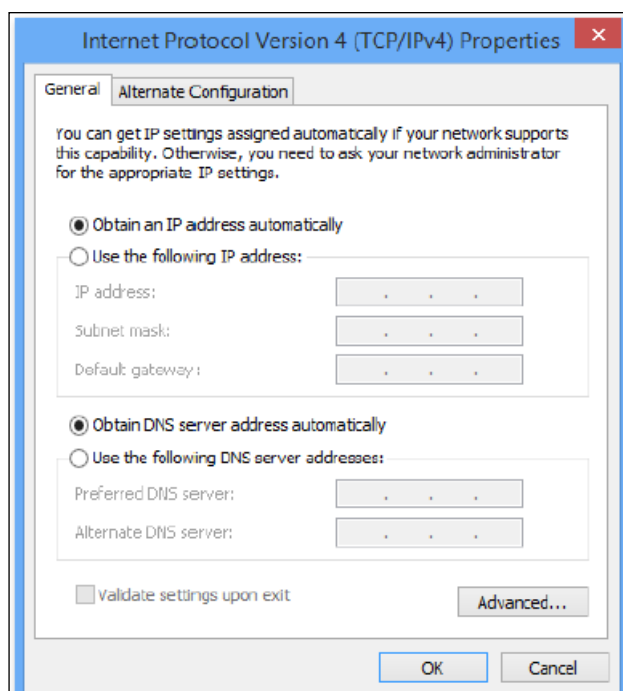 Internet Protocol Version 4 (TCP/IPv4) Properties
General
Alternate Configuration
You can get IP settings assigned automatically if your network supports
this capability. Otherwise, you need to ask your network administrator
for the appropriate IP settings.
Obtain an IP address automatically
Use the following IP address:
IP address:
Subnet mask:
Default gateway:
Obtain DNS server address automatically
Use the following DNS server addresses:
Preferred DNS server:
Alternate DNS server:
Validate settings upon exit
Advanced...
OK
Cancel